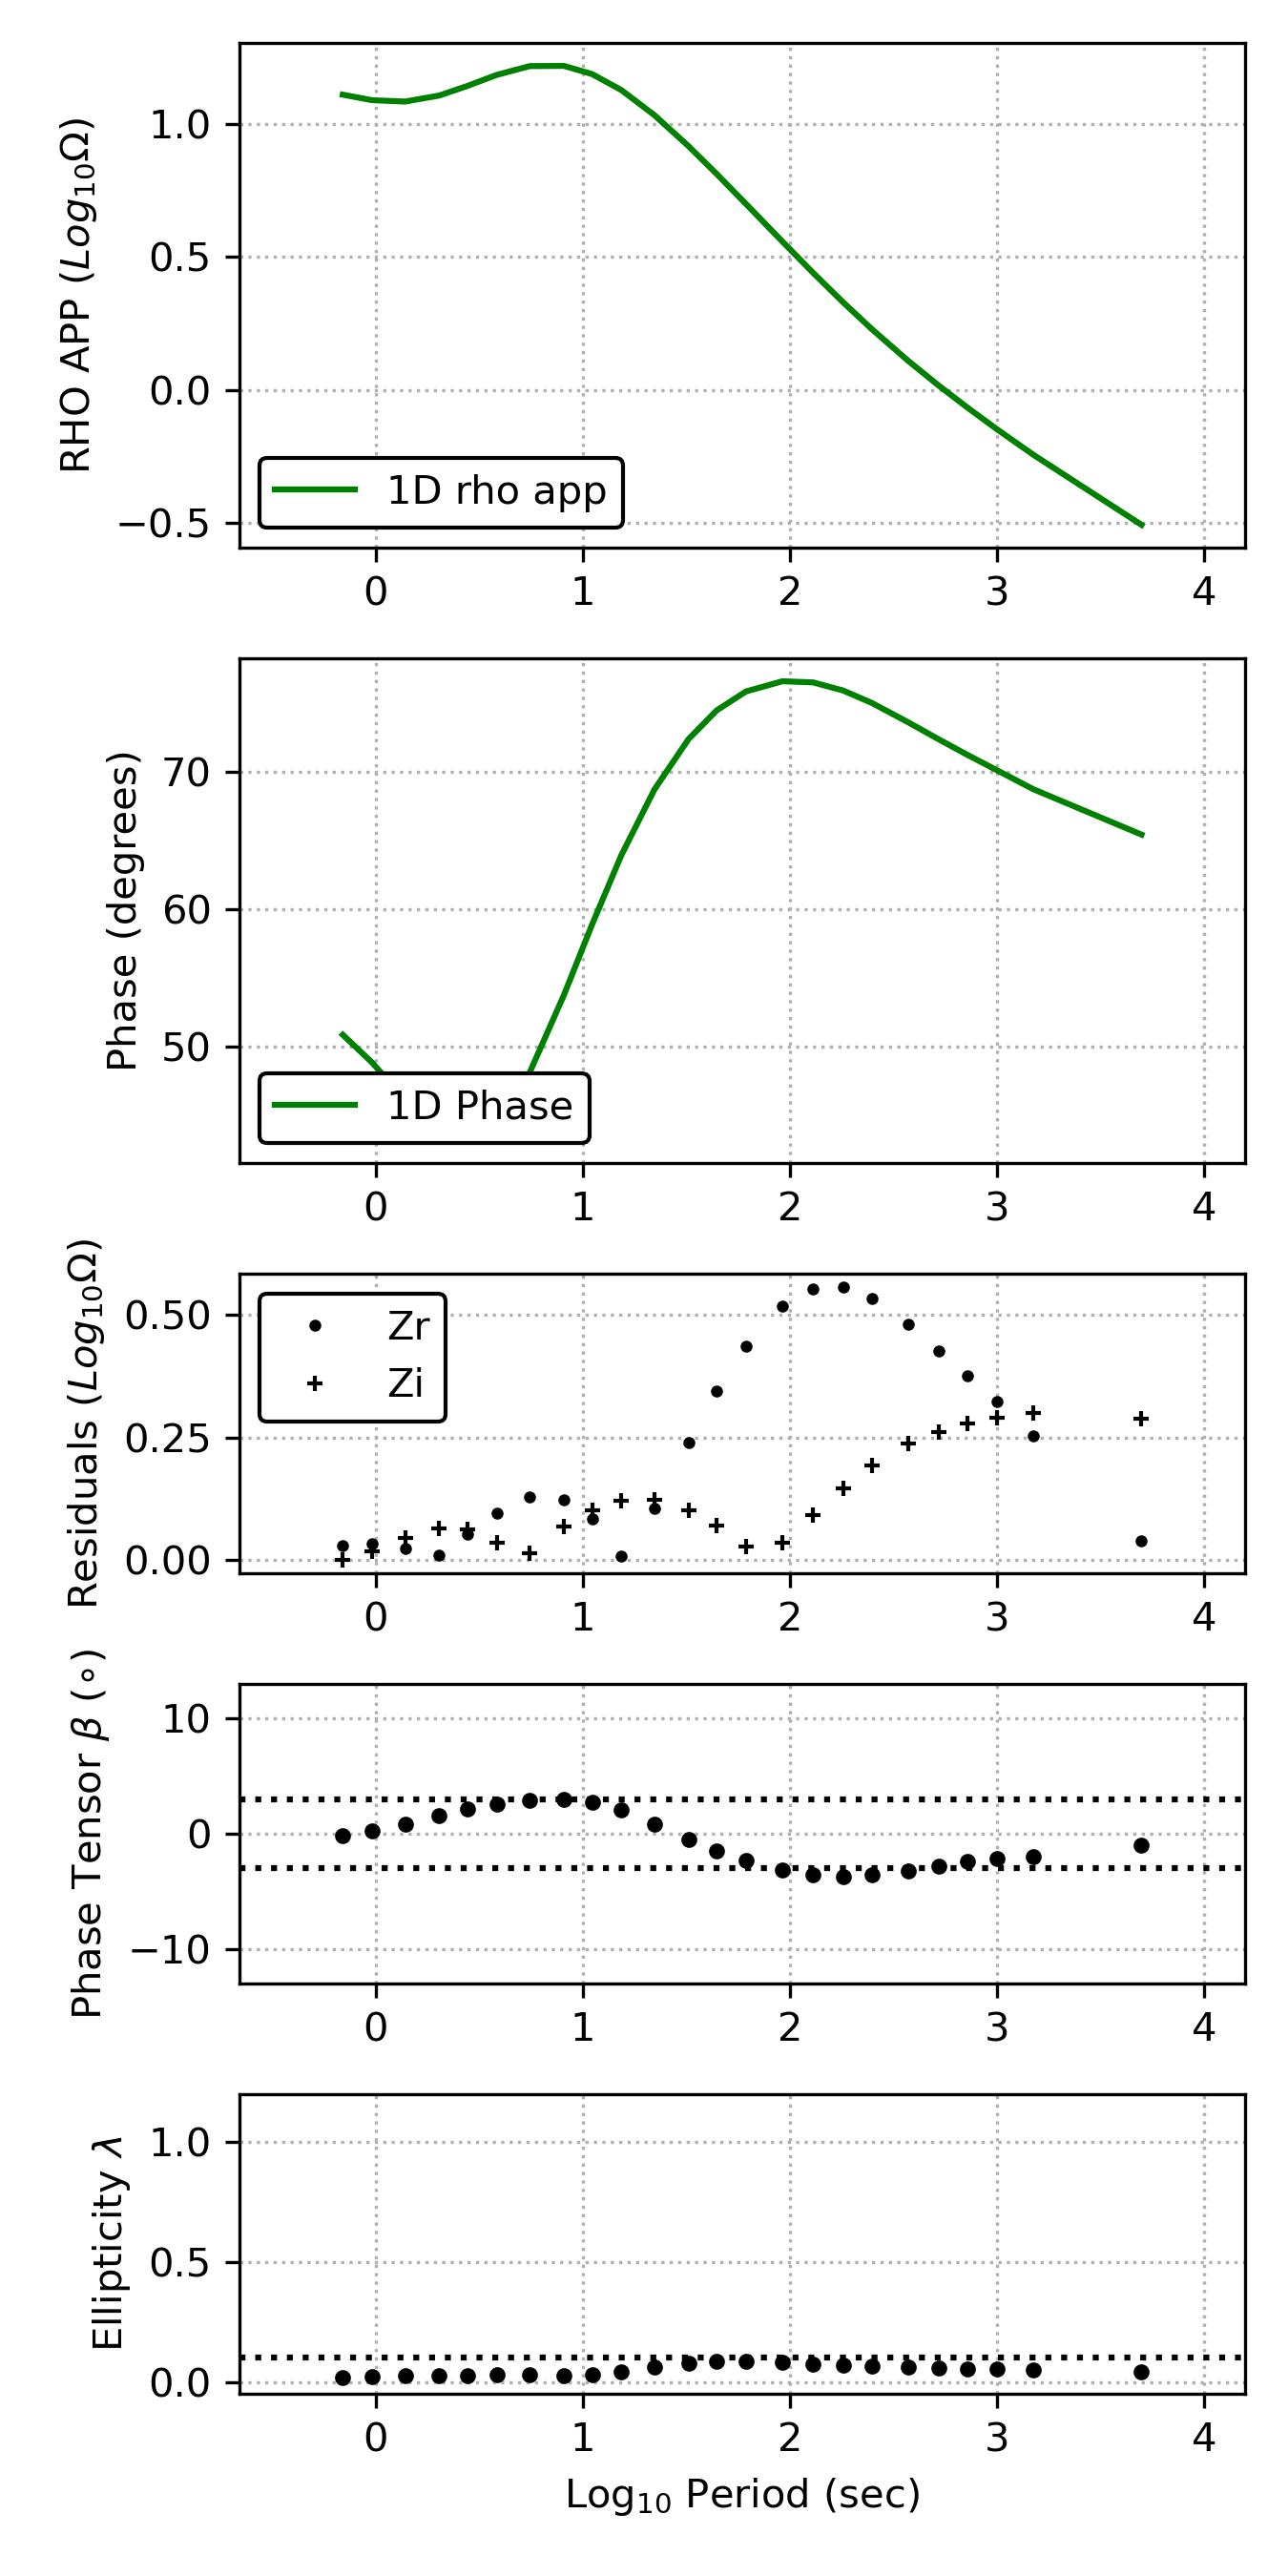 RHO APP (Log₁₀Ω)
1.0
0.5
0.0
−0.5
1D rho app
0 1 2 3 4
Phase (degrees)
70
60
50
1D Phase
0 1 2 3 4
Residuals (Log₁₀Ω)
0.50
0.25
0.00
Zr
Zi
0 1 2 3 4
Phase Tensor β (∘)
10
0
−10
0 1 2 3 4
Ellipticity λ
1.0
0.5
0.0
0 1 2 3 4
Log₁₀ Period (sec)